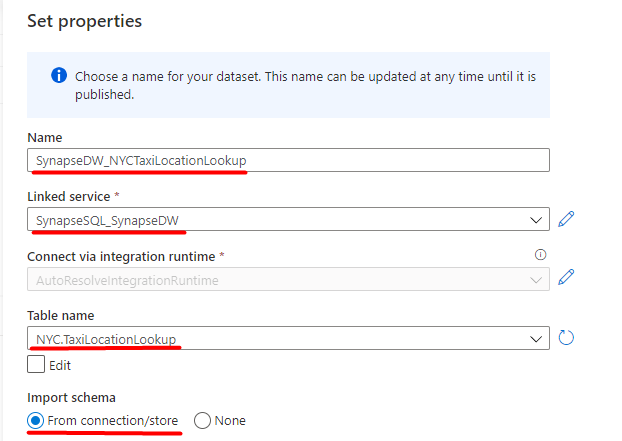 Set properties
Choose a name for your dataset. This name can be updated at any time until it is
published.
Name
SynapseDW_NYCTaxiLocationLookup
Linked service *
SynapseSQL_SynapseDW
Connect via integration runtime *
AutoResolveIntegrationRuntime
Table name
NYC.TaxiLocationLookup
Edit
Import schema
From connection/store None